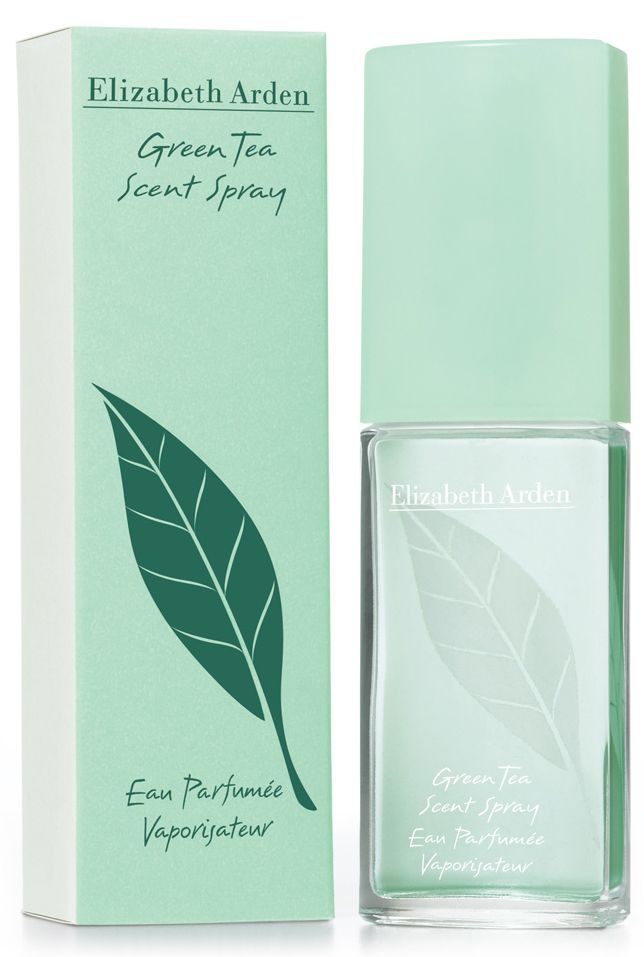 Elizabeth Arden
Green Tea
Scent Spray
Eau Parfumée
Vaporisateur
Elizabeth Arden
Green Tea
Scent Spray
Eau Parfumée
Vaporisateur